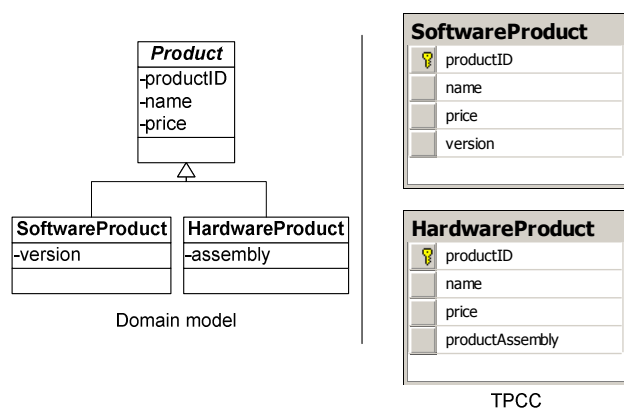 Product
-productID
-name
-price
SoftwareProduct
-version
HardwareProduct
-assembly
Domain model
SoftwareProduct
productID
name
price
version
HardwareProduct
productID
name
price
productAssembly
TPCC